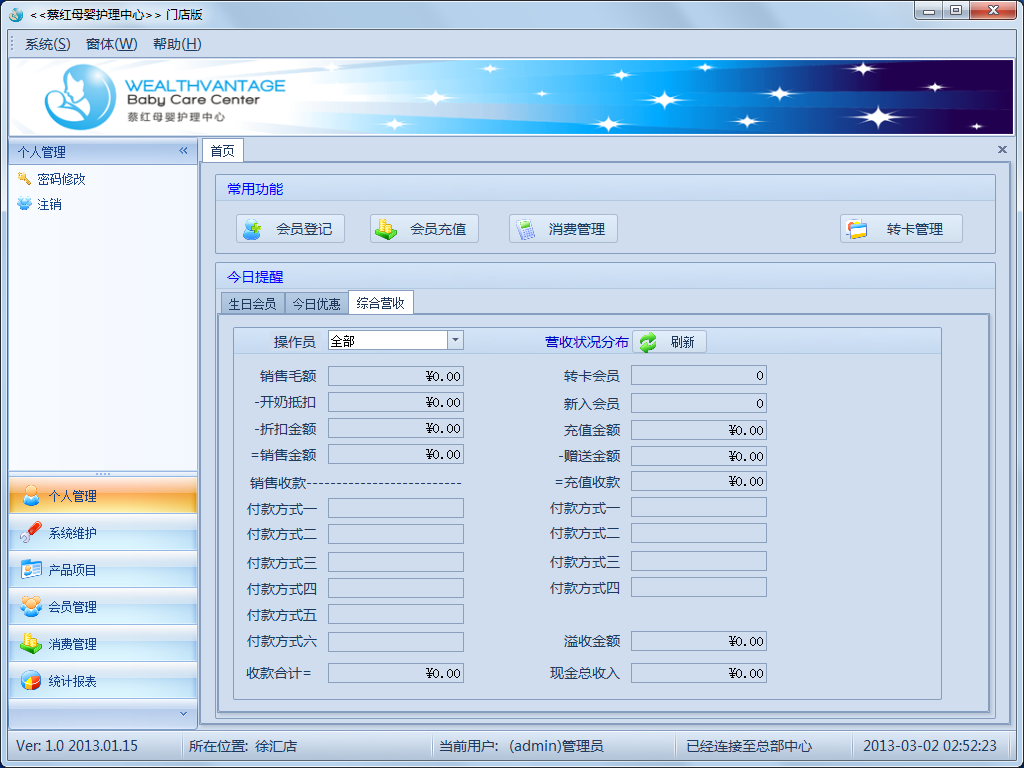 <<蔡红母婴护理中心>> 门店版
系统(S) 窗体(W) 帮助(H)
WEALTHVANTAGE
Baby Care Center
蔡红母婴护理中心
个人管理 «
密码修改
注销
个人管理
系统维护
产品项目
会员管理
消费管理
统计报表
首页
常用功能
会员登记 会员充值 消费管理 转卡管理
今日提醒
生日会员 今日优惠 综合营收
操作员 全部 营收状况分布 刷新
销售毛额 ¥0.00 转卡会员 0
-开奶抵扣 ¥0.00 新入会员 0
-折扣金额 ¥0.00 充值金额 ¥0.00
=销售金额 ¥0.00 -赠送金额 ¥0.00
销售收款-------------------------- =充值收款 ¥0.00
付款方式一 付款方式一
付款方式二 付款方式二
付款方式三 付款方式三
付款方式四 付款方式四
付款方式五
付款方式六 溢收金额 ¥0.00
收款合计= ¥0.00 现金总收入 ¥0.00
Ver: 1.0 2013.01.15 所在位置: 徐汇店 当前用户: (admin)管理员 已经连接至总部中心 2013-03-02 02:52:23